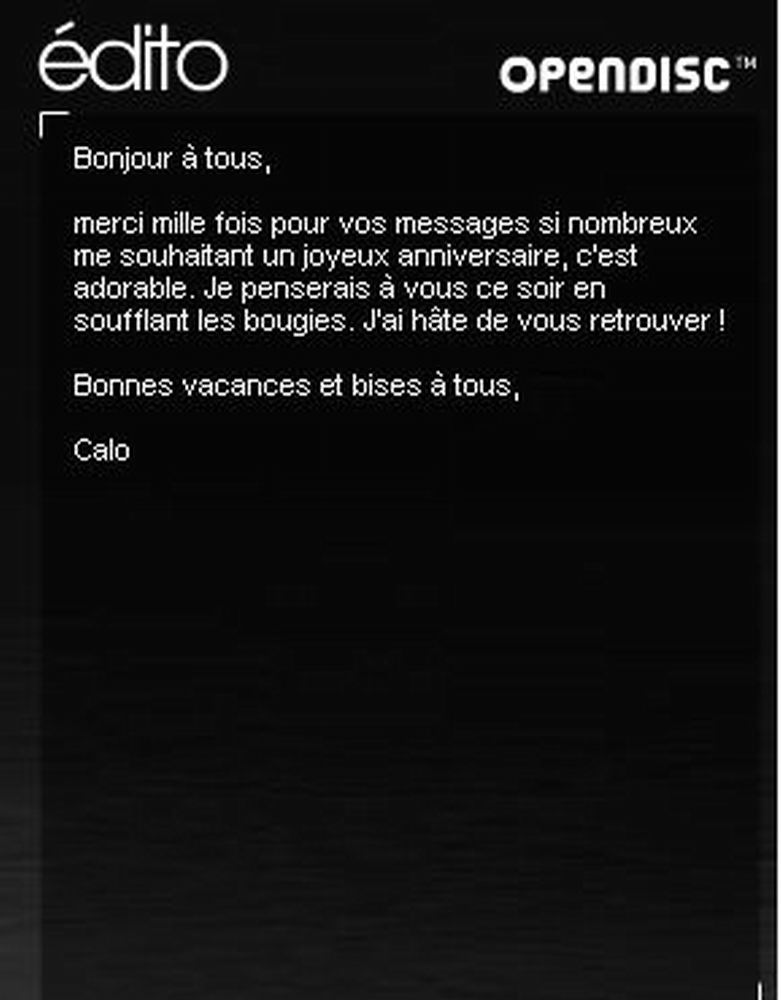 édito
OPENDISC™
Bonjour à tous,
merci mille fois pour vos messages si nombreux
me souhaitant un joyeux anniversaire, c'est
adorable. Je penserais à vous ce soir en
soufflant les bougies. J'ai hâte de vous retrouver !
Bonnes vacances et bises à tous,
Calo